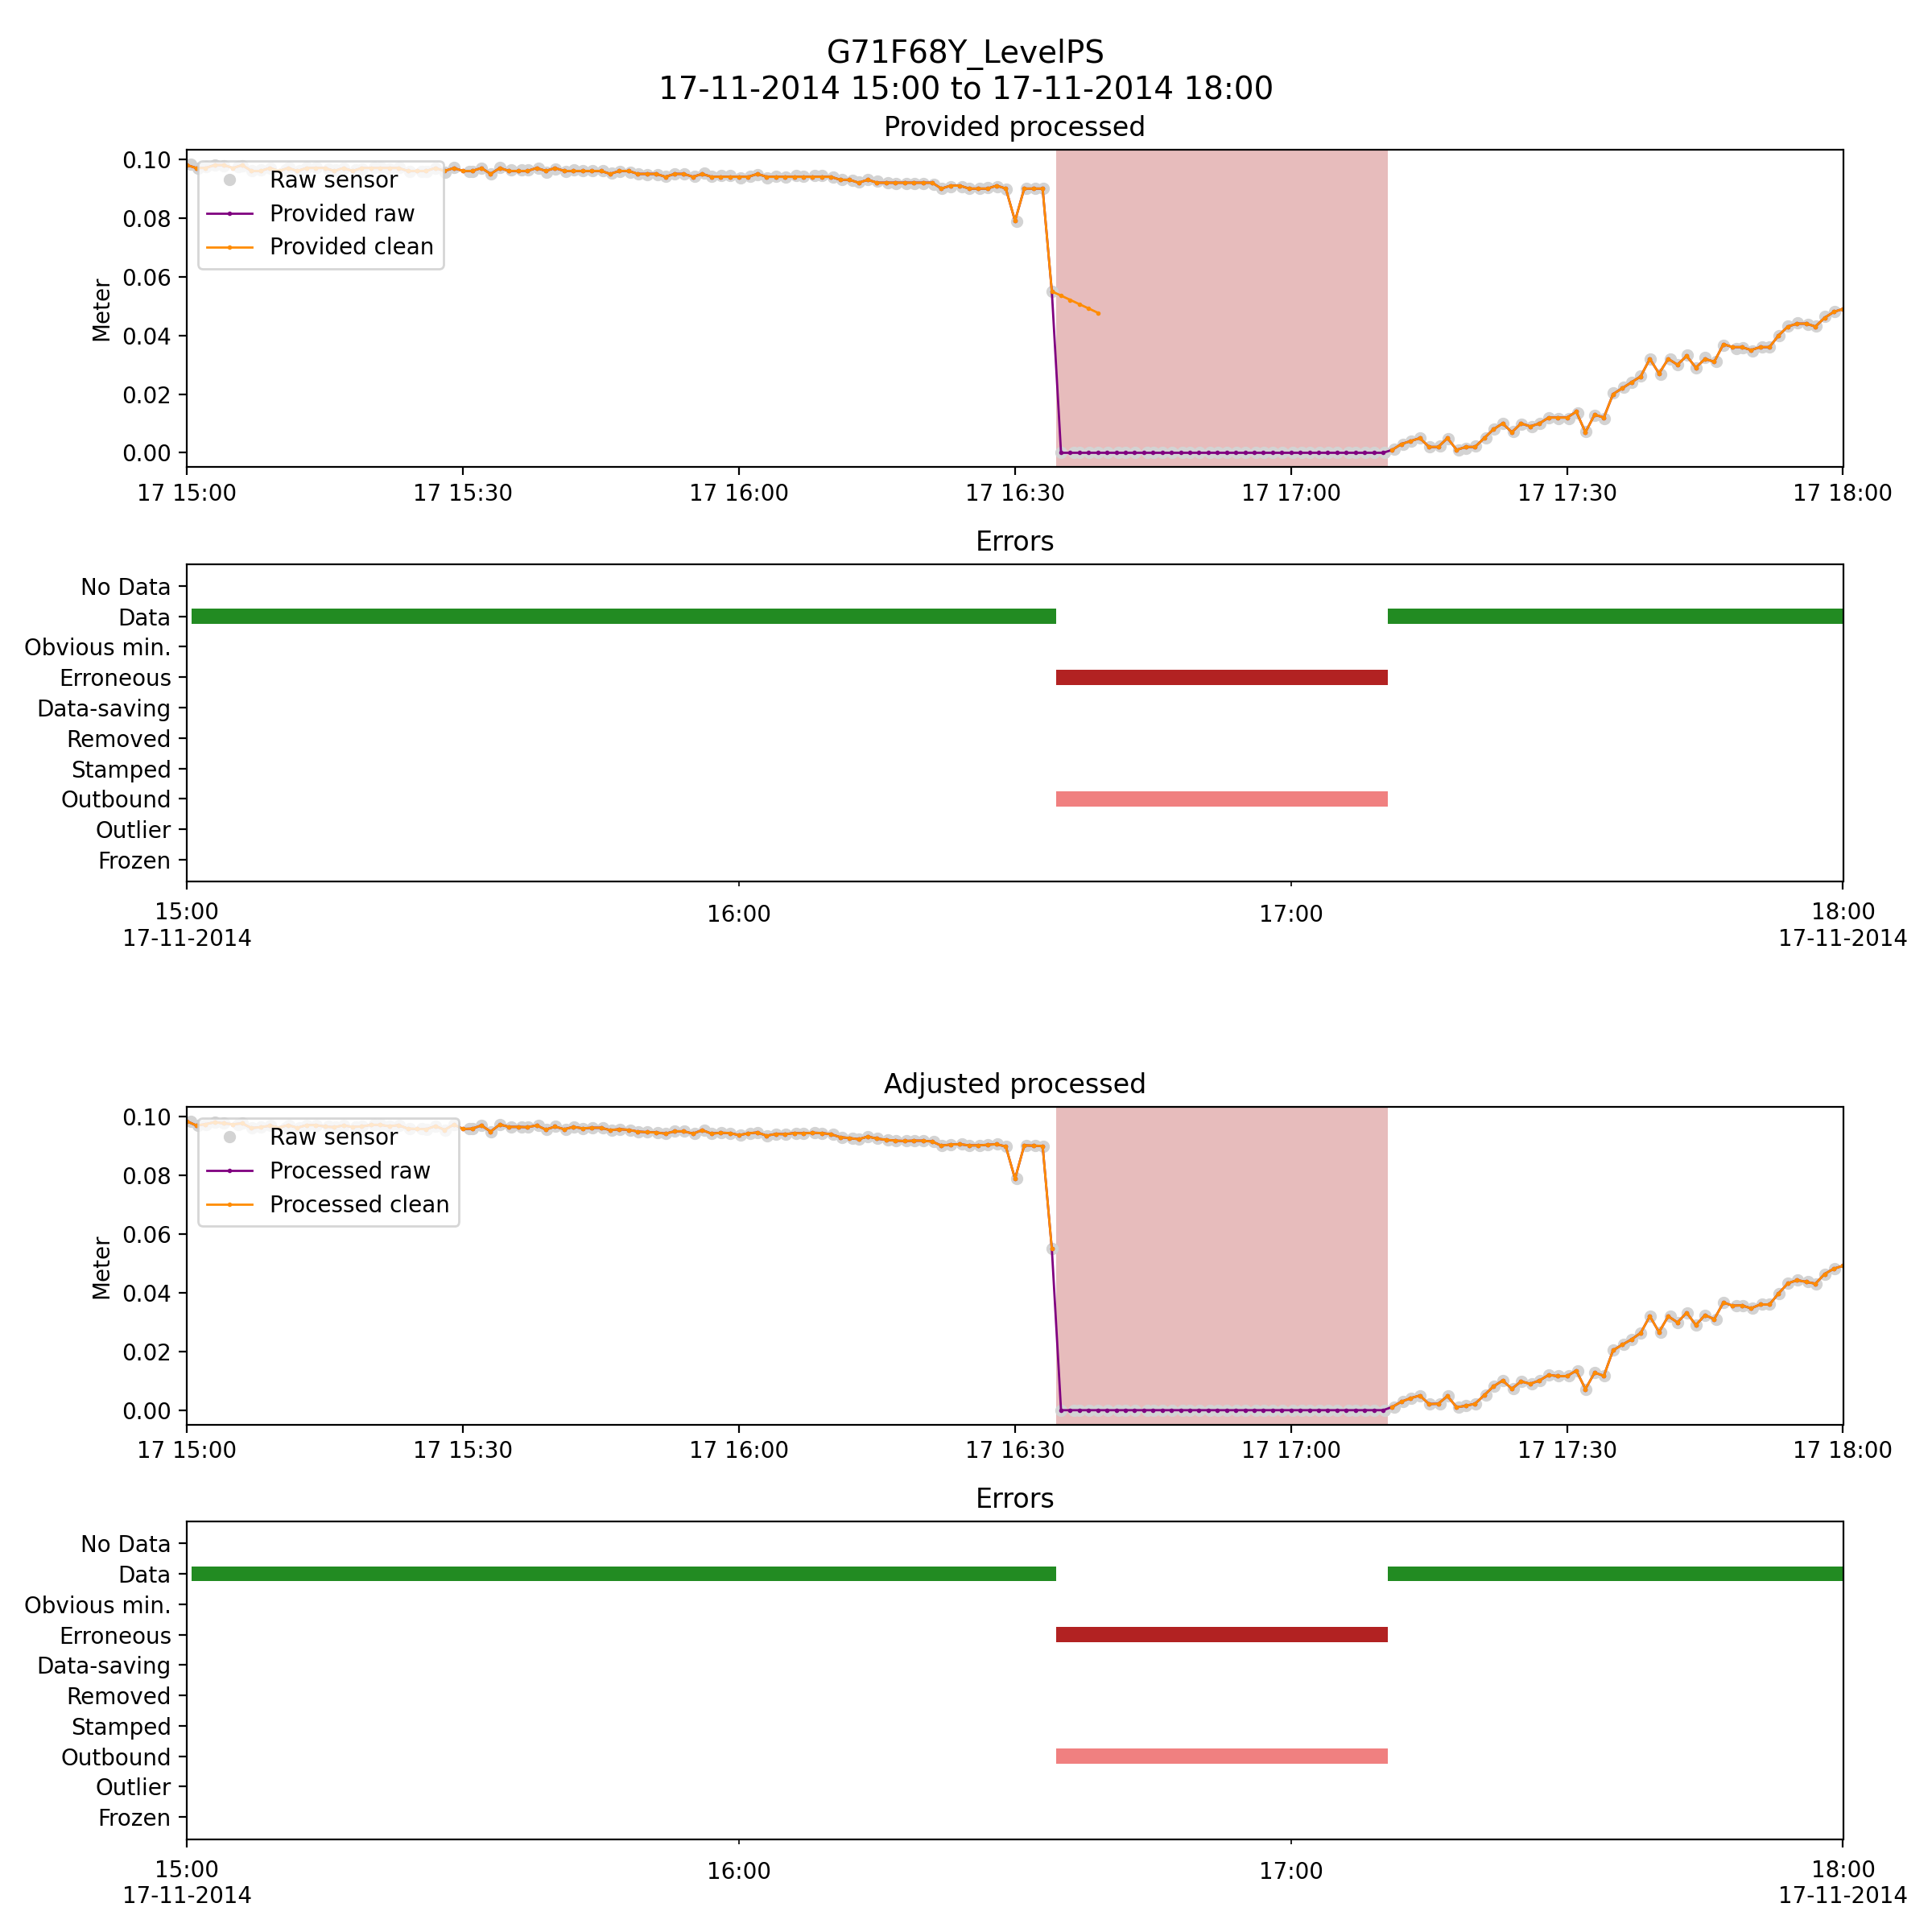 G71F68Y_LevelPS
17-11-2014 15:00 to 17-11-2014 18:00
Provided processed
0.10
0.08
0.06
0.04
0.02
0.00
Meter
Raw sensor
Provided raw
Provided clean
17 15:00
17 15:30
17 16:00
17 16:30
17 17:00
17 17:30
17 18:00
Errors
No Data
Data
Obvious min.
Erroneous
Data-saving
Removed
Stamped
Outbound
Outlier
Frozen
15:00
17-11-2014
16:00
17:00
18:00
17-11-2014
Adjusted processed
0.10
0.08
0.06
0.04
0.02
0.00
Meter
Raw sensor
Processed raw
Processed clean
17 15:00
17 15:30
17 16:00
17 16:30
17 17:00
17 17:30
17 18:00
Errors
No Data
Data
Obvious min.
Erroneous
Data-saving
Removed
Stamped
Outbound
Outlier
Frozen
15:00
17-11-2014
16:00
17:00
18:00
17-11-2014